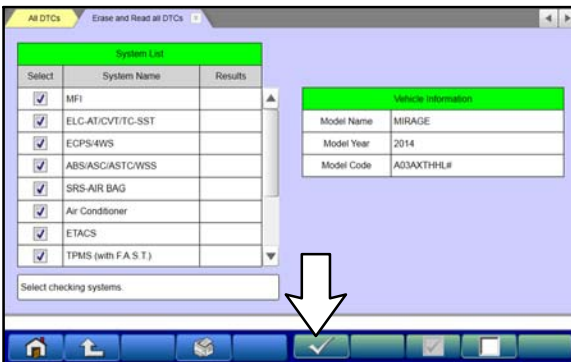 All DTCs
Erase and Read all DTCs
System List
Select System Name Results
MFI
ELC-AT/CVT/TC-SST
ECPS/4WS
ABS/ASC/ASTC/WSS
SRS-AIR BAG
Air Conditioner
ETACS
TPMS (with F.A.S.T.)
Select checking systems.
Vehicle Information
Model Name MIRAGE
Model Year 2014
Model Code A03AXTHHL#